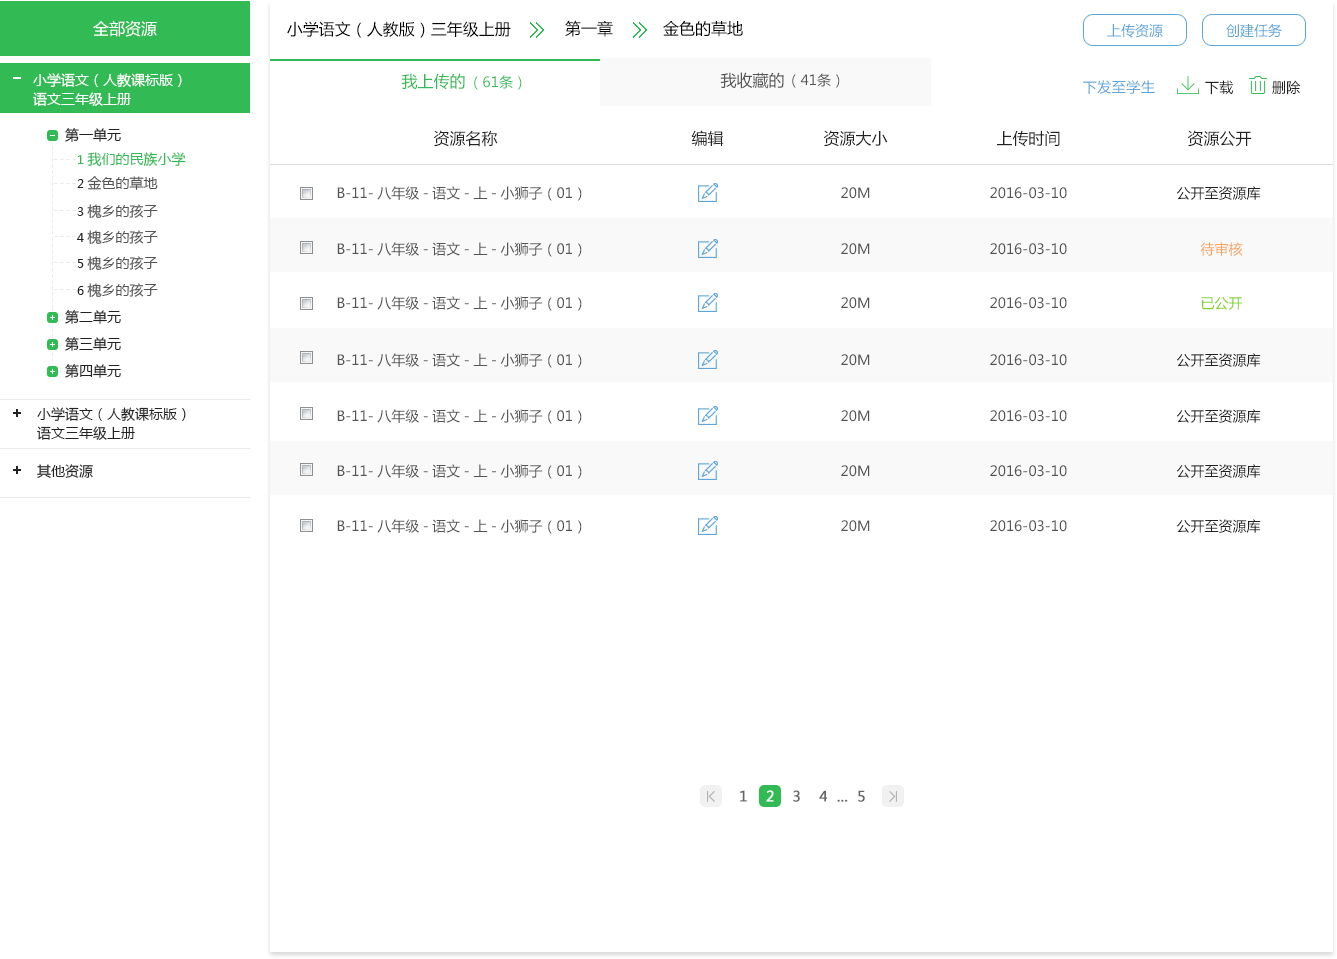 全部资源
小学语文（人教课标版）
语文三年级上册
第一单元
1 我们的民族小学
2 金色的草地
3 槐乡的孩子
4 槐乡的孩子
5 槐乡的孩子
6 槐乡的孩子
第二单元
第三单元
第四单元
小学语文（人教课标版）
语文三年级上册
其他资源
小学语文（人教版）三年级上册 第一章 金色的草地
上传资源 创建任务
我上传的（61条） 我收藏的（41条）
下发至学生 下载 删除
资源名称 编辑 资源大小 上传时间 资源公开
B-11- 八年级 - 语文 - 上 - 小狮子（01） 20M 2016-03-10 公开至资源库
B-11- 八年级 - 语文 - 上 - 小狮子（01） 20M 2016-03-10 待审核
B-11- 八年级 - 语文 - 上 - 小狮子（01） 20M 2016-03-10 已公开
B-11- 八年级 - 语文 - 上 - 小狮子（01） 20M 2016-03-10 公开至资源库
B-11- 八年级 - 语文 - 上 - 小狮子（01） 20M 2016-03-10 公开至资源库
B-11- 八年级 - 语文 - 上 - 小狮子（01） 20M 2016-03-10 公开至资源库
B-11- 八年级 - 语文 - 上 - 小狮子（01） 20M 2016-03-10 公开至资源库
1 2 3 4 ... 5